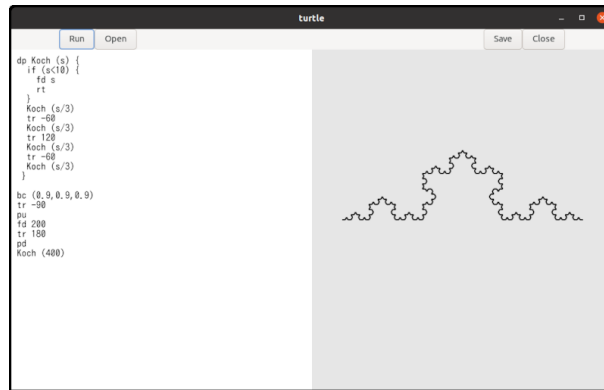 turtle
Run Open Save Close
dp Koch (s) {
  if (s<10) {
    fd s
    rt
  }
  Koch (s/3)
  tr -60
  Koch (s/3)
  tr 120
  Koch (s/3)
  tr -60
  Koch (s/3)
}
bc (0.9,0.9,0.9)
tr -90
pu
fd 200
tr 180
pd
Koch (400)